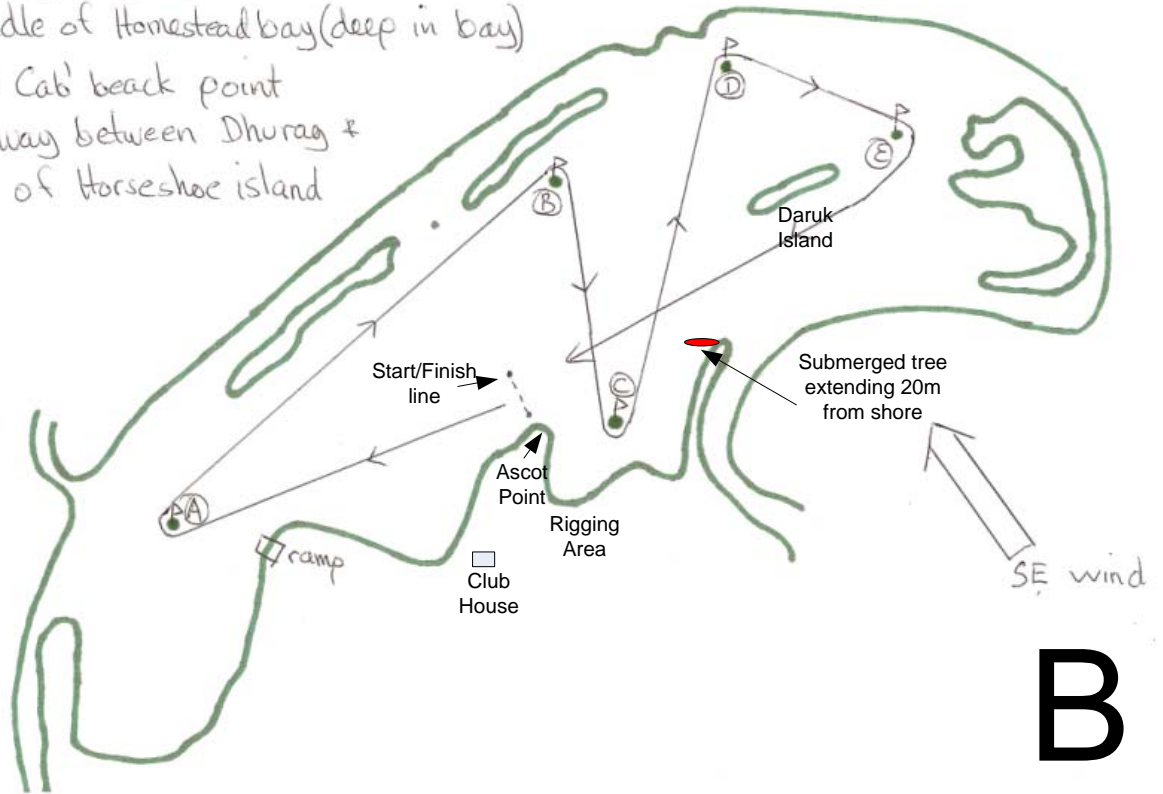 dle of Homestead bay (deep in bay)
Cab' beack point
way between Dhurag *
of Horseshoe island
D
E
B
Daruk
Island
Start/Finish
line
C
Submerged tree
extending 20m
from shore
Ascot
Point
A
Rigging
Area
ramp
Club
House
SE wind
B